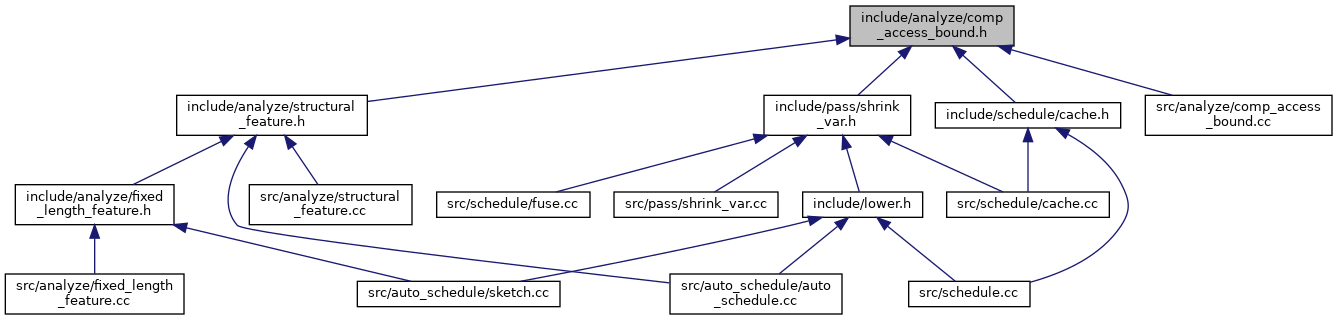 include/analyze/comp
_access_bound.h
include/analyze/structural
_feature.h
include/pass/shrink
_var.h
include/schedule/cache.h
src/analyze/comp_access
_bound.cc
include/analyze/fixed
_length_feature.h
src/analyze/structural
_feature.cc
src/schedule/fuse.cc
src/pass/shrink_var.cc
include/lower.h
src/schedule/cache.cc
src/analyze/fixed_length
_feature.cc
src/auto_schedule/sketch.cc
src/auto_schedule/auto
_schedule.cc
src/schedule.cc